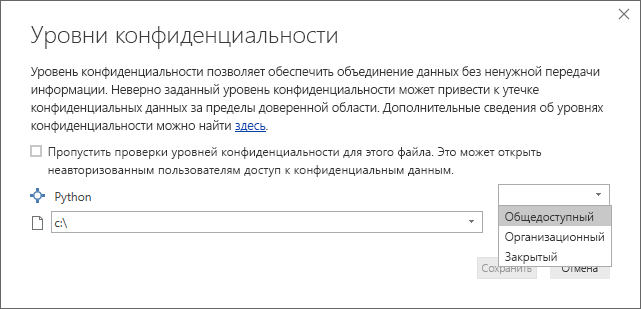 Уровни конфиденциальности
Уровень конфиденциальности позволяет обеспечить объединение данных без ненужной передачи
информации. Неверно заданный уровень конфиденциальности может привести к утечке
конфиденциальных данных за пределы доверенной области. Дополнительные сведения об уровнях
конфиденциальности можно найти здесь.
Пропустить проверки уровней конфиденциальности для этого файла. Это может открыть
неавторизованным пользователям доступ к конфиденциальным данным.
Python
c:\
Общедоступный
Организационный
Закрытый
Сохранить Отмена